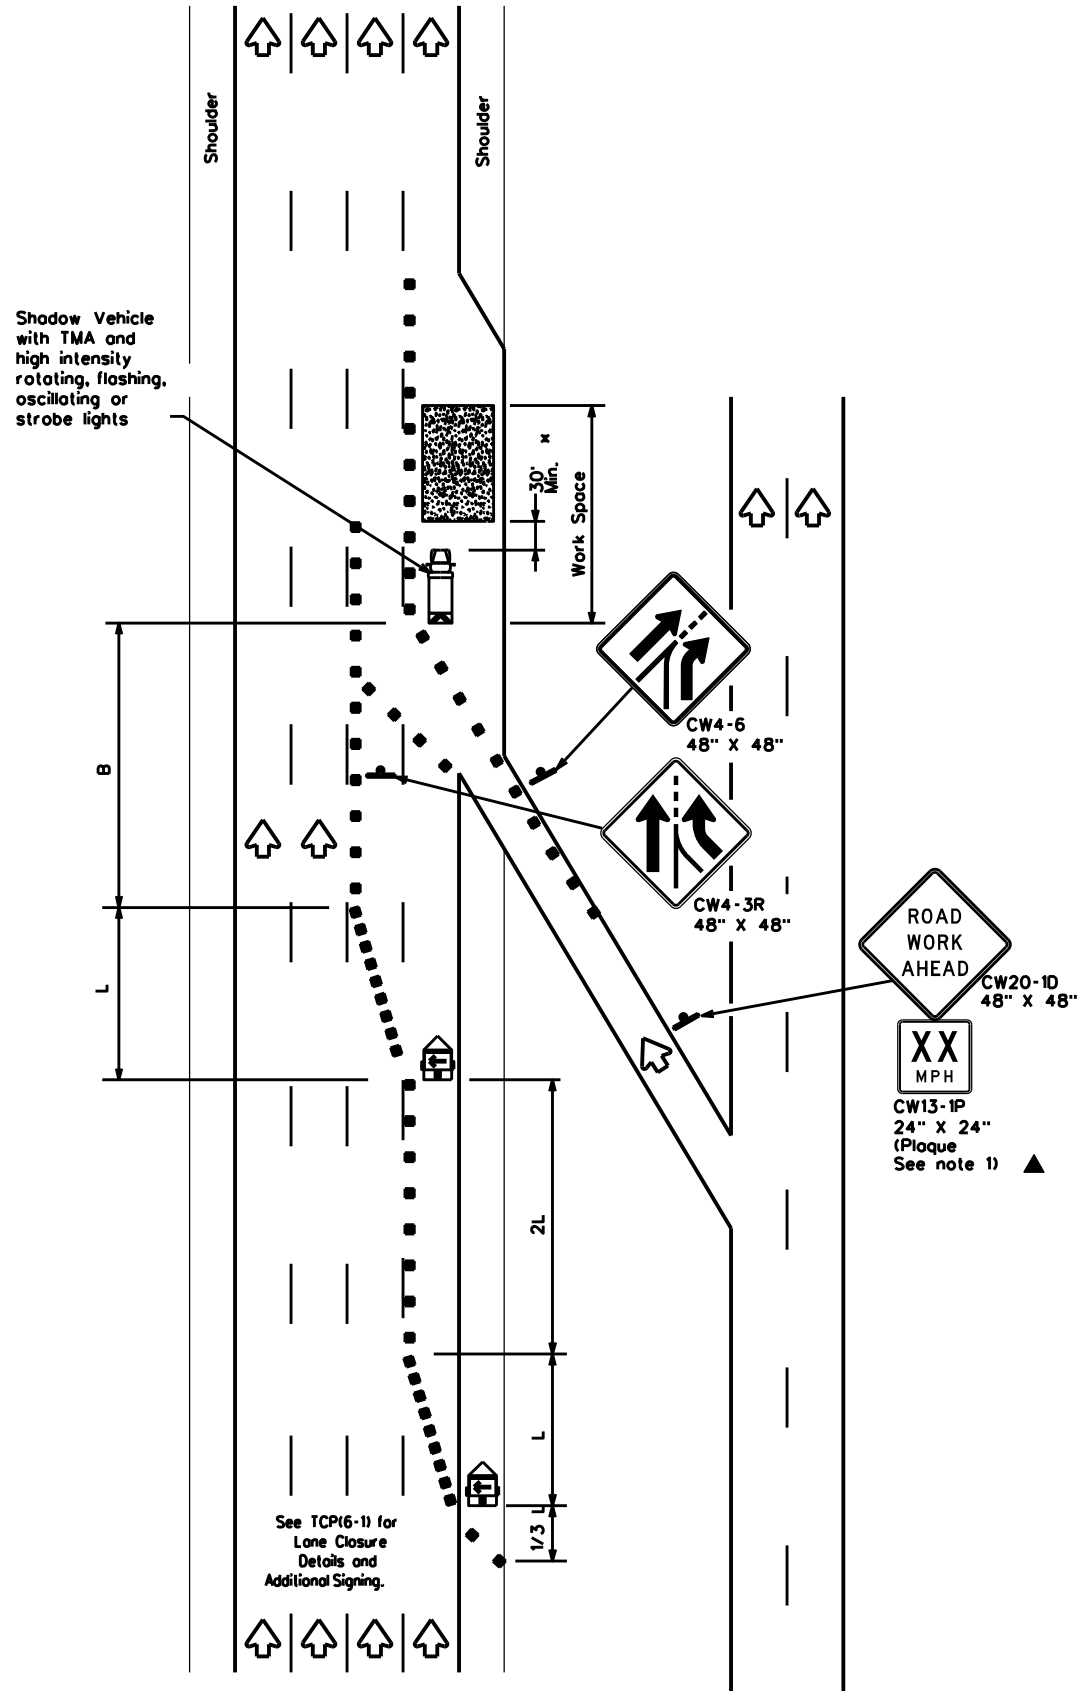 Shoulder
Shoulder
Shadow Vehicle
with TMA and
high intensity
rotating, flashing,
oscillating or
strobe lights
30'
Min.
x
Work Space
CW4-6
48" X 48"
B
CW4-3R
48" X 48"
ROAD
WORK
AHEAD
CW20-1D
48" X 48"
L
XX
MPH
CW13-1P
24" X 24"
(Plaque
See note 1)
2L
L
1/3 L
See TCP(6-1) for
Lane Closure
Details and
Additional Signing.